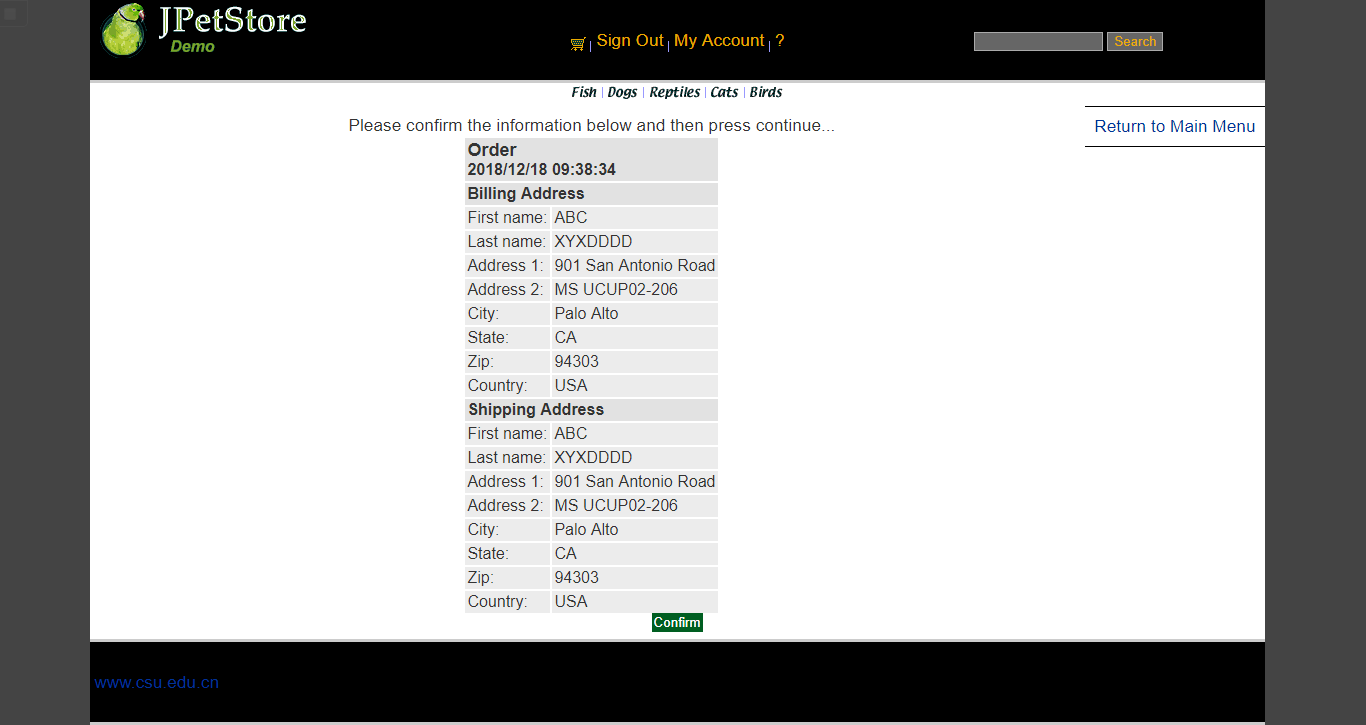 JPetStore
Demo
Sign Out | My Account | ?
Search
Fish | Dogs | Reptiles | Cats | Birds
Please confirm the information below and then press continue...
Return to Main Menu
Order
2018/12/18 09:38:34
Billing Address
First name: ABC
Last name: XYXDDDD
Address 1: 901 San Antonio Road
Address 2: MS UCUP02-206
City: Palo Alto
State: CA
Zip: 94303
Country: USA
Shipping Address
First name: ABC
Last name: XYXDDDD
Address 1: 901 San Antonio Road
Address 2: MS UCUP02-206
City: Palo Alto
State: CA
Zip: 94303
Country: USA
Confirm
www.csu.edu.cn